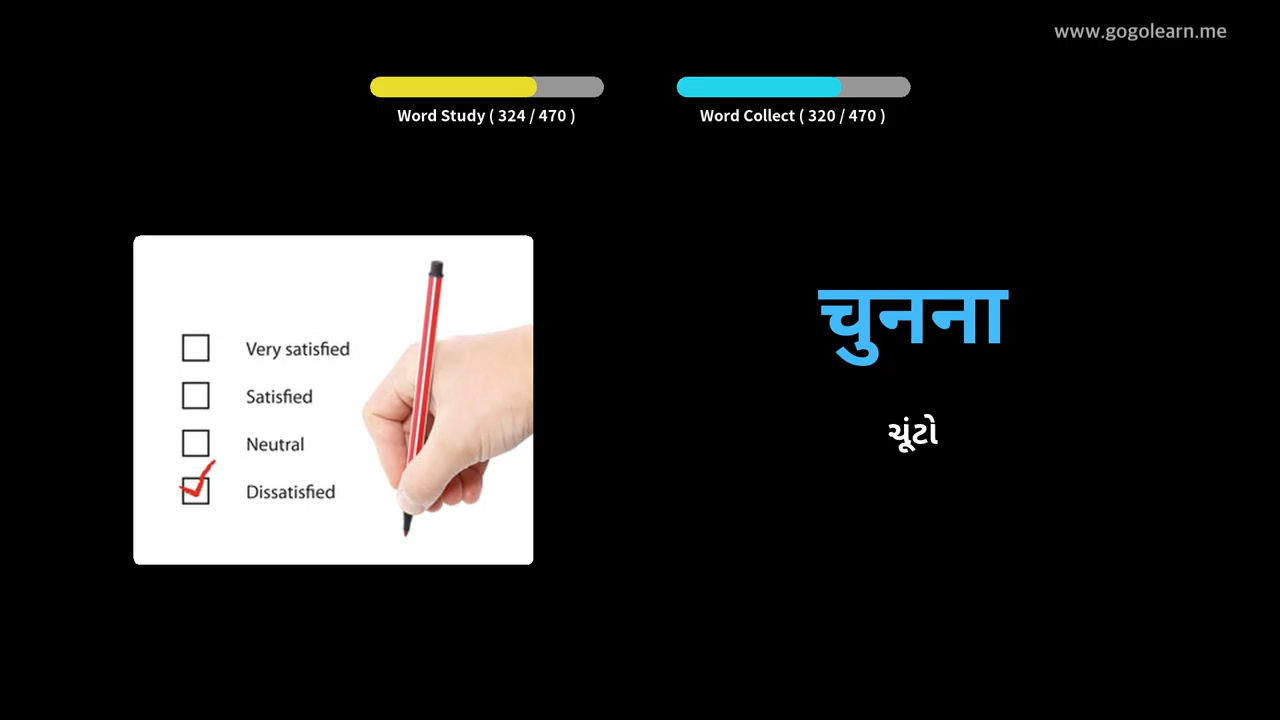 www.gogolearn.me
Word Study ( 324 / 470 )
Word Collect ( 320 / 470 )
Very satisfied
Satisfied
Neutral
Dissatisfied
चुनना
ચૂંટો